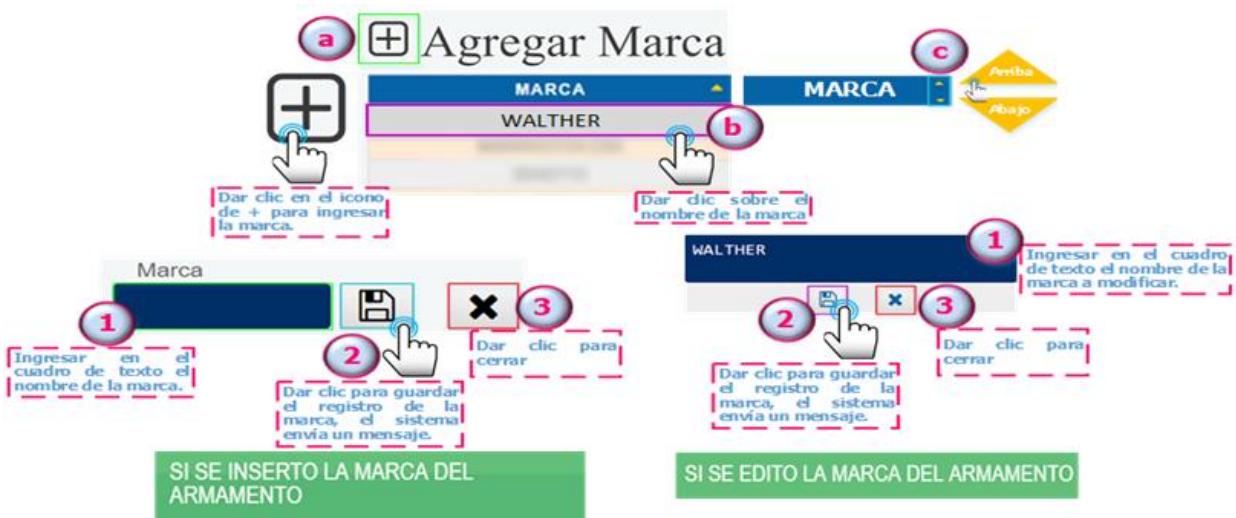 a
Agregar Marca
c
MARCA
MARCA
Arriba
Abajo
WALTHER
b
Dar clic en el icono
de + para ingresar
la marca.
Dar clic sobre el
nombre de la marca
WALTHER
1
Ingresar en el cuadro
de texto el nombre de la
marca a modificar.
Marca
1
2
3
Ingresar en el
cuadro de texto el
nombre de la marca.
Dar clic para
cerrar
Dar clic para guardar
el registro de la
marca, el sistema
envía un mensaje.
2
3
Dar clic para
cerrar
Dar clic para guardar
el registro de la
marca, el sistema
envía un mensaje.
SI SE INSERTO LA MARCA DEL
ARMAMENTO
SI SE EDITO LA MARCA DEL ARMAMENTO